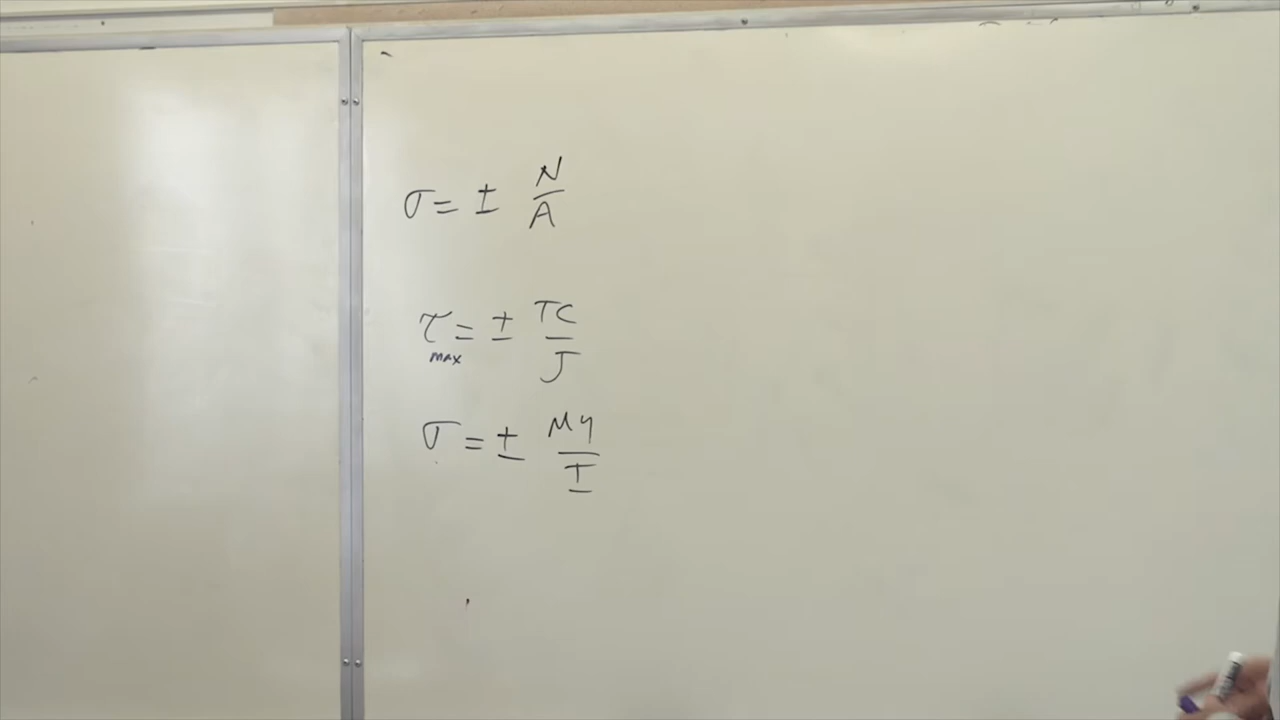 σ = ± N/A
τmax = ± TC/J
σ = ± My/I